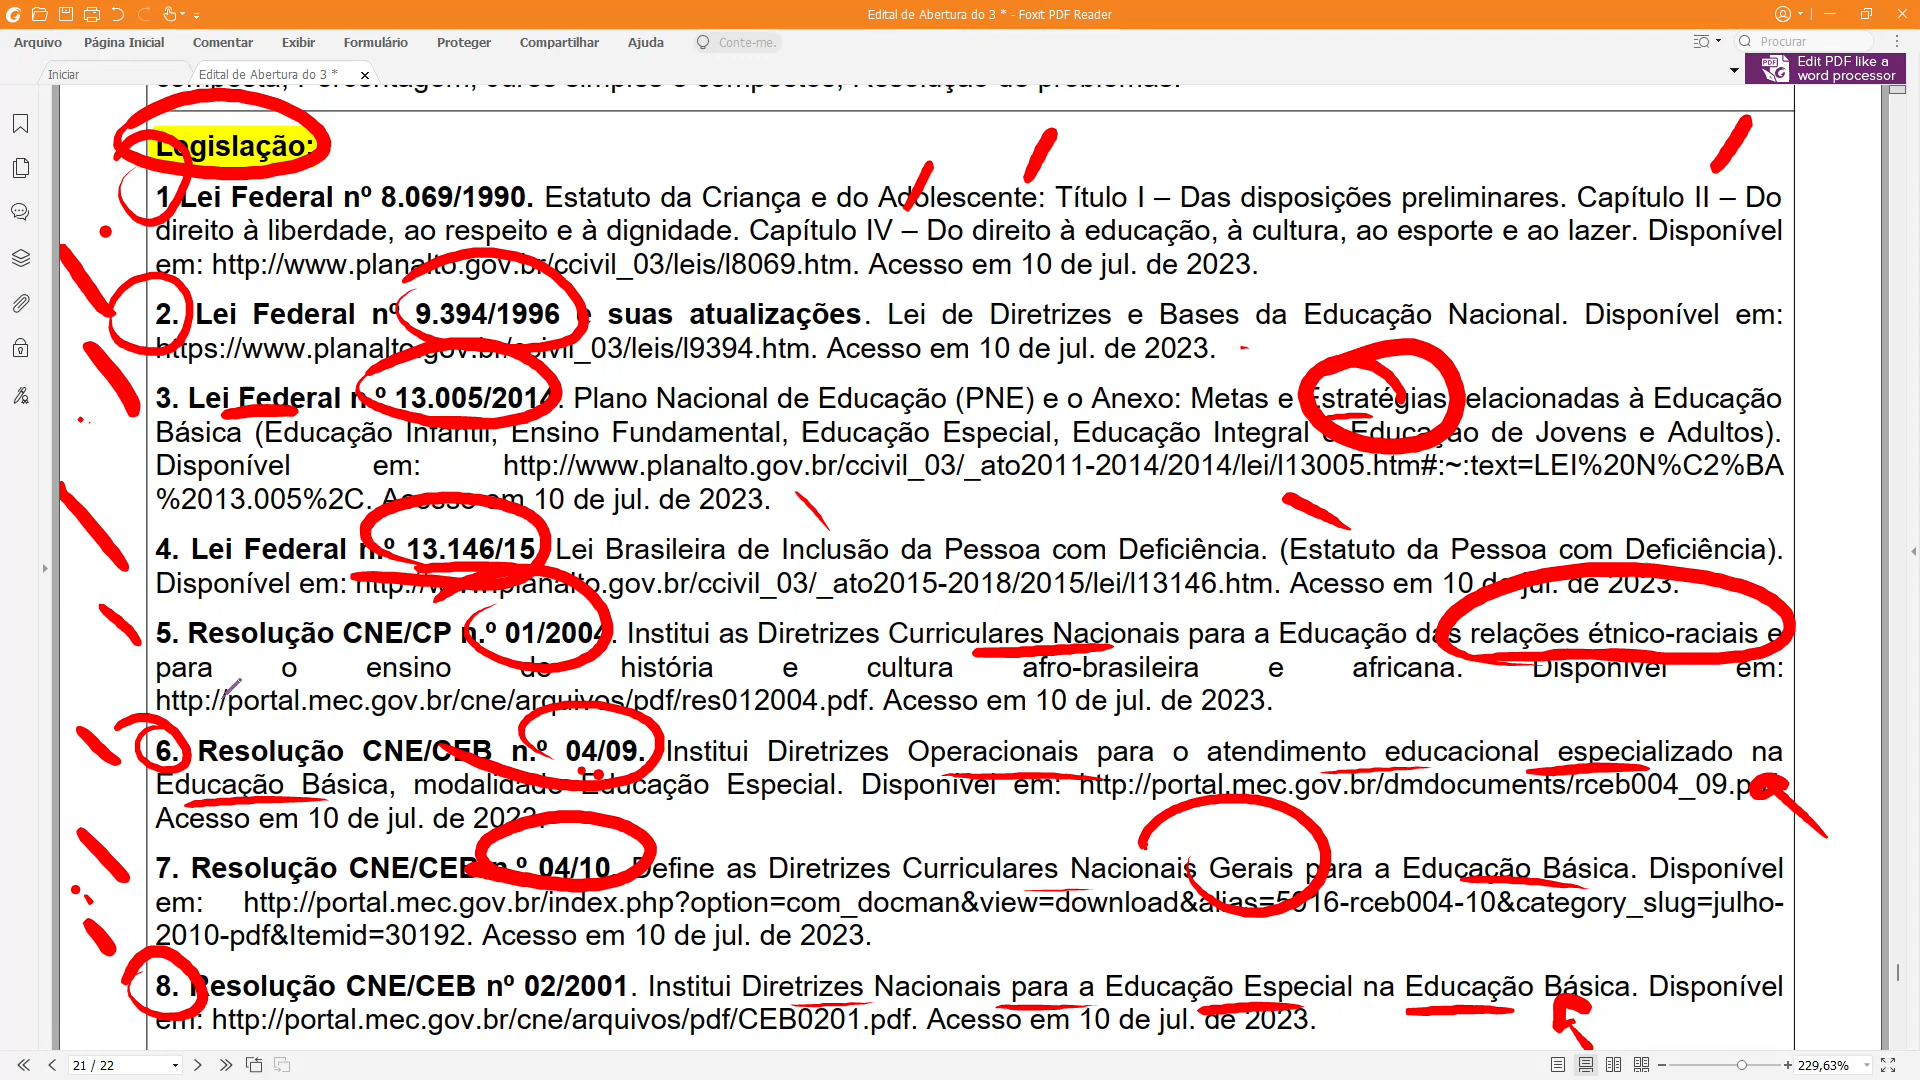 Edital de Abertura do 3 * - Foxit PDF Reader
Arquivo Página Inicial Comentar Exibir Formulário Proteger Compartilhar Ajuda Conte-me. Procurar
Iniciar Edital de Abertura do 3 * Edit PDF like a
word processor
Legislação:
1 Lei Federal nº 8.069/1990. Estatuto da Criança e do Adolescente: Título I – Das disposições preliminares. Capítulo II – Do
direito à liberdade, ao respeito e à dignidade. Capítulo IV – Do direito à educação, à cultura, ao esporte e ao lazer. Disponível
em: http://www.planalto.gov.br/ccivil_03/leis/l8069.htm. Acesso em 10 de jul. de 2023.
2. Lei Federal nº 9.394/1996 e suas atualizações. Lei de Diretrizes e Bases da Educação Nacional. Disponível em:
https://www.planalto.gov.br/ccivil_03/leis/l9394.htm. Acesso em 10 de jul. de 2023.
3. Lei Federal n.º 13.005/2014. Plano Nacional de Educação (PNE) e o Anexo: Metas e Estratégias relacionadas à Educação
Básica (Educação Infantil, Ensino Fundamental, Educação Especial, Educação Integral e Educação de Jovens e Adultos).
Disponível em: http://www.planalto.gov.br/ccivil_03/_ato2011-2014/2014/lei/l13005.htm#:~:text=LEI%20N%C2%BA
%2013.005%2C. Acesso em 10 de jul. de 2023.
4. Lei Federal n.º 13.146/15. Lei Brasileira de Inclusão da Pessoa com Deficiência. (Estatuto da Pessoa com Deficiência).
Disponível em: http://www.planalto.gov.br/ccivil_03/_ato2015-2018/2015/lei/l13146.htm. Acesso em 10 de jul. de 2023.
5. Resolução CNE/CP n.º 01/2004. Institui as Diretrizes Curriculares Nacionais para a Educação das relações étnico-raciais e
para o ensino de história e cultura afro-brasileira e africana. Disponível em:
http://portal.mec.gov.br/cne/arquivos/pdf/res012004.pdf. Acesso em 10 de jul. de 2023.
6. Resolução CNE/CEB n.º 04/09. Institui Diretrizes Operacionais para o atendimento educacional especializado na
Educação Básica, modalidade Educação Especial. Disponível em: http://portal.mec.gov.br/dmdocuments/rceb004_09.pdf.
Acesso em 10 de jul. de 2023.
7. Resolução CNE/CEB n.º 04/10. Define as Diretrizes Curriculares Nacionais Gerais para a Educação Básica. Disponível
em: http://portal.mec.gov.br/index.php?option=com_docman&view=download&alias=5916-rceb004-10&category_slug=julho-
2010-pdf&Itemid=30192. Acesso em 10 de jul. de 2023.
8. Resolução CNE/CEB nº 02/2001. Institui Diretrizes Nacionais para a Educação Especial na Educação Básica. Disponível
em: http://portal.mec.gov.br/cne/arquivos/pdf/CEB0201.pdf. Acesso em 10 de jul. de 2023.
21 / 22 229,63%